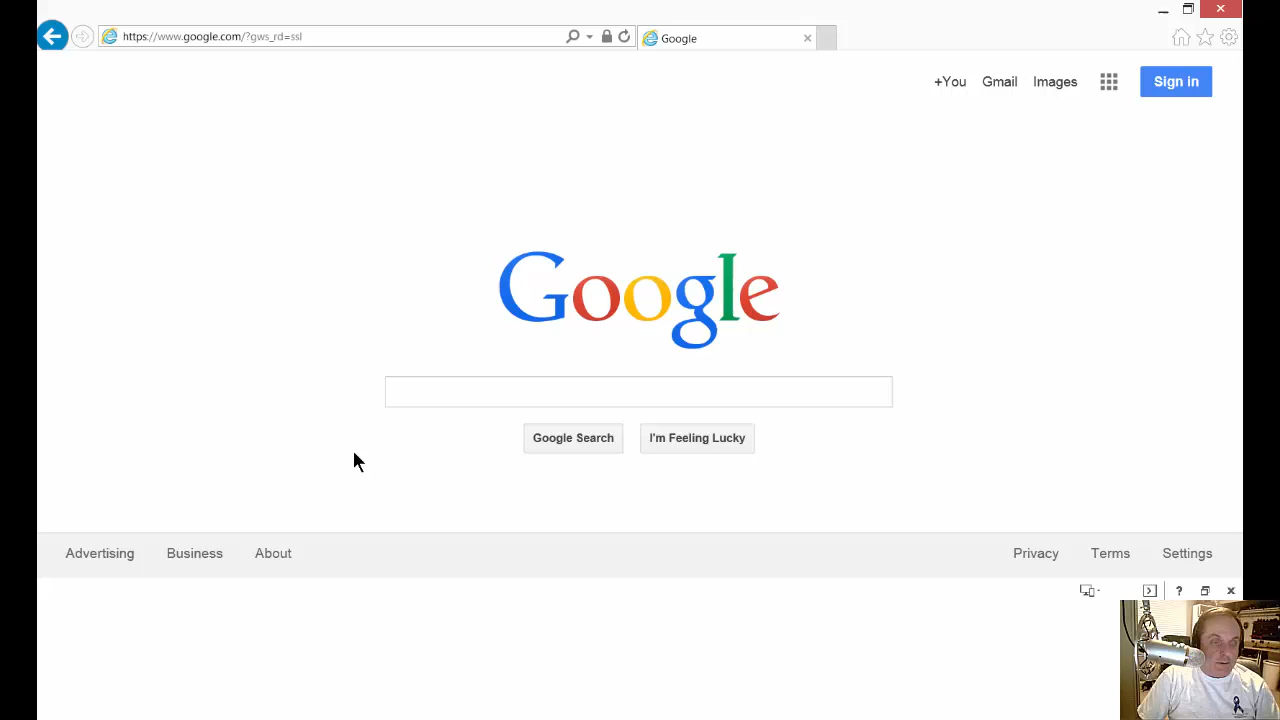 https://www.google.com/?gws_rd=ssl
Google
+You Gmail Images Sign in
Google
Google Search I'm Feeling Lucky
Advertising Business About Privacy Terms Settings
?